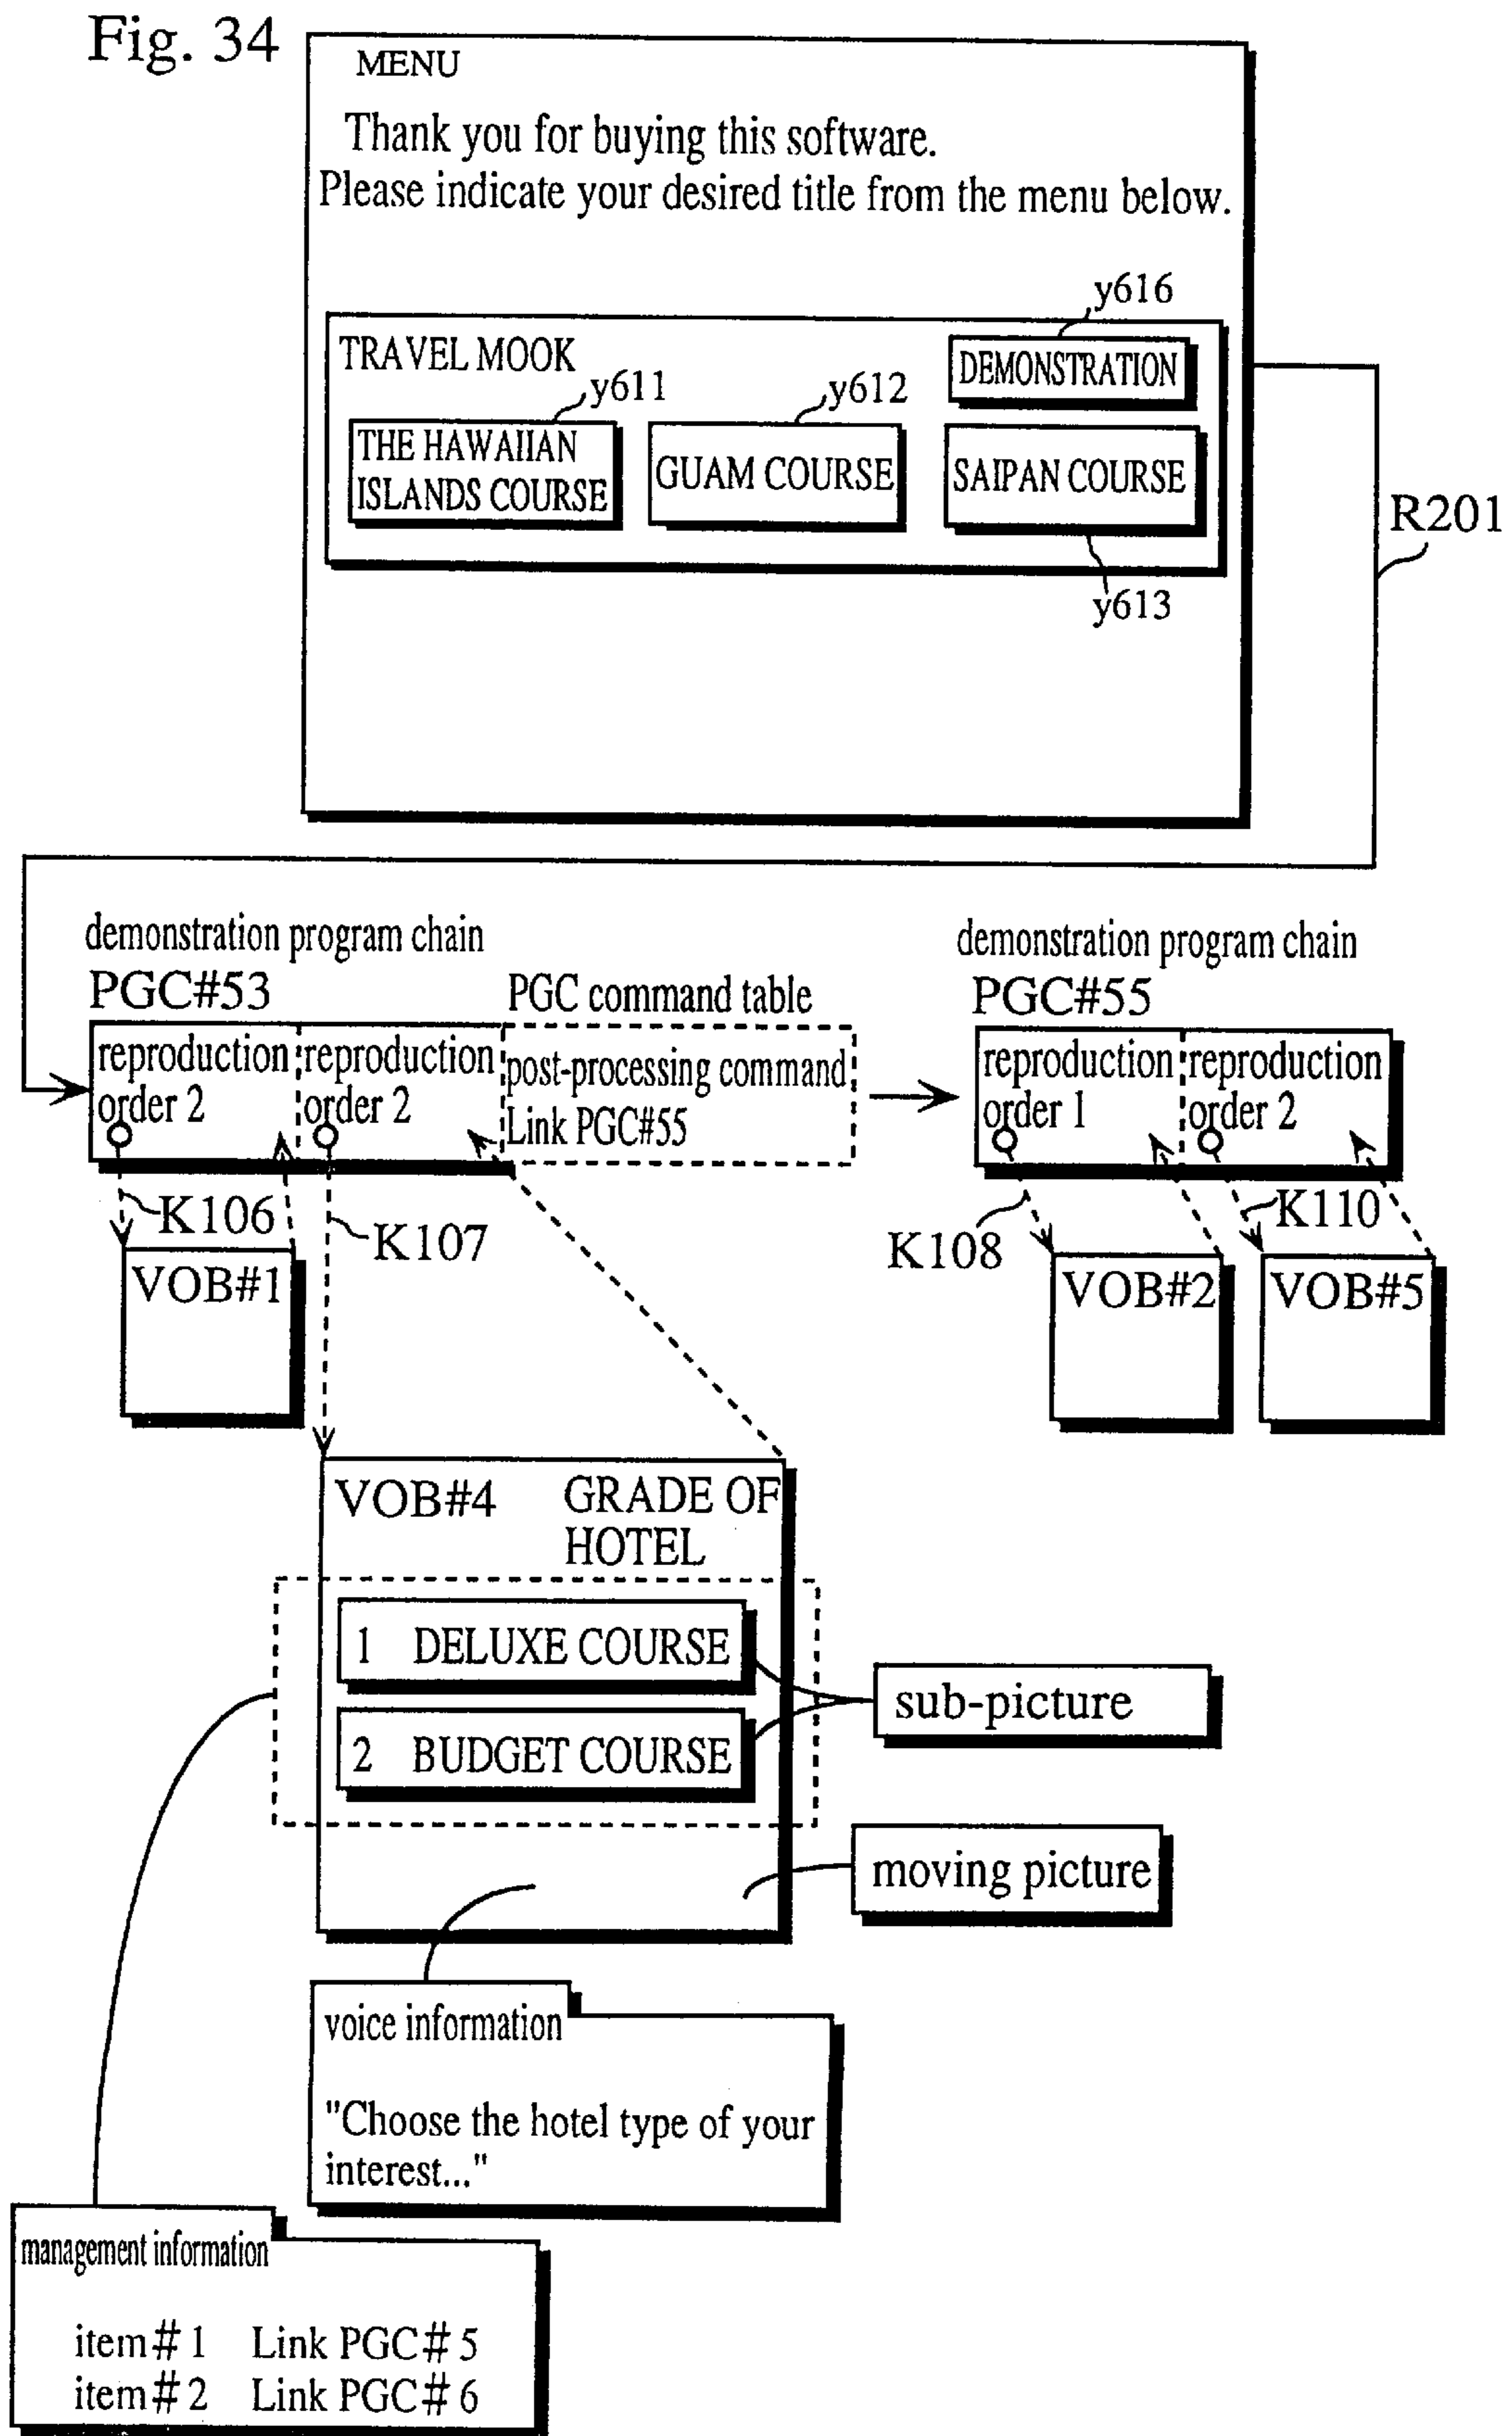 Fig. 34
MENU
Thank you for buying this software.
Please indicate your desired title from the menu below.
y616
TRAVEL MOOK
DEMONSTRATION
y611
y612
THE HAWAIIAN
ISLANDS COURSE
GUAM COURSE
SAIPAN COURSE
R201
y613
demonstration program chain
PGC#53
PGC command table
reproduction
order 2
reproduction
order 2
post-processing command
Link PGC#55
demonstration program chain
PGC#55
reproduction
order 1
reproduction
order 2
K106
K107
K108
K110
VOB#1
VOB#2
VOB#5
VOB#4
GRADE OF
HOTEL
1 DELUXE COURSE
2 BUDGET COURSE
sub-picture
moving picture
voice information
"Choose the hotel type of your
interest..."
management information
item#1 Link PGC#5
item#2 Link PGC#6